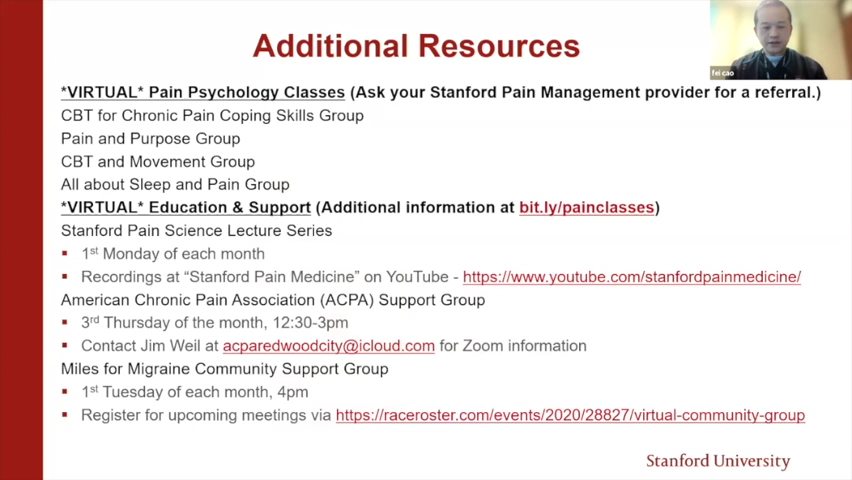 Additional Resources
fei cao
*VIRTUAL* Pain Psychology Classes (Ask your Stanford Pain Management provider for a referral.)
CBT for Chronic Pain Coping Skills Group
Pain and Purpose Group
CBT and Movement Group
All about Sleep and Pain Group
*VIRTUAL* Education & Support (Additional information at bit.ly/painclasses)
Stanford Pain Science Lecture Series
▪ 1st Monday of each month
▪ Recordings at “Stanford Pain Medicine” on YouTube - https://www.youtube.com/stanfordpainmedicine/
American Chronic Pain Association (ACPA) Support Group
▪ 3rd Thursday of the month, 12:30-3pm
▪ Contact Jim Weil at acparedwoodcity@icloud.com for Zoom information
Miles for Migraine Community Support Group
▪ 1st Tuesday of each month, 4pm
▪ Register for upcoming meetings via https://raceroster.com/events/2020/28827/virtual-community-group
Stanford University